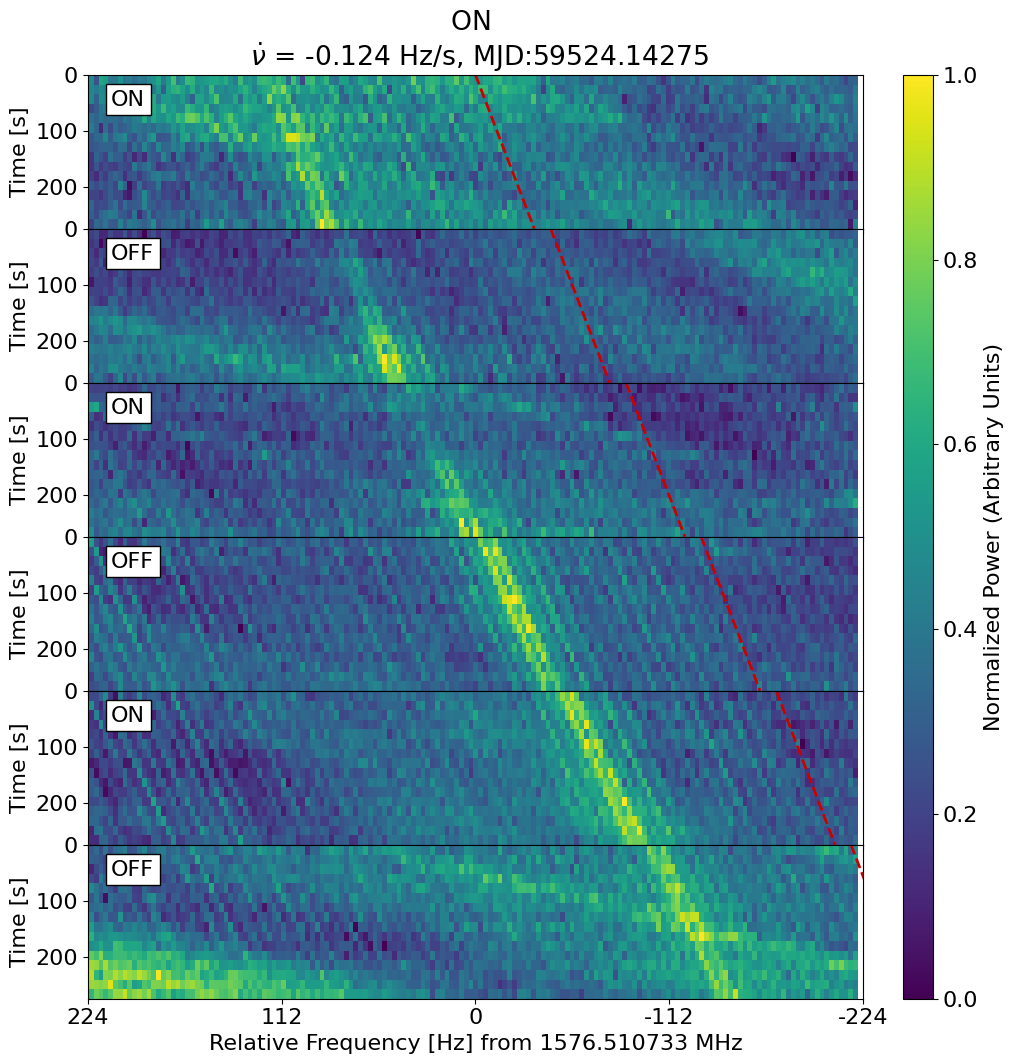 ON
ν̇ = -0.124 Hz/s, MJD:59524.14275
0
ON
100
200
Time [s]
0
OFF
100
200
Time [s]
0
ON
100
200
Time [s]
0
OFF
100
200
Time [s]
0
ON
100
200
Time [s]
0
OFF
100
200
Time [s]
224 112 0 -112 -224
Relative Frequency [Hz] from 1576.510733 MHz
1.0
0.8
0.6
0.4
0.2
0.0
Normalized Power (Arbitrary Units)